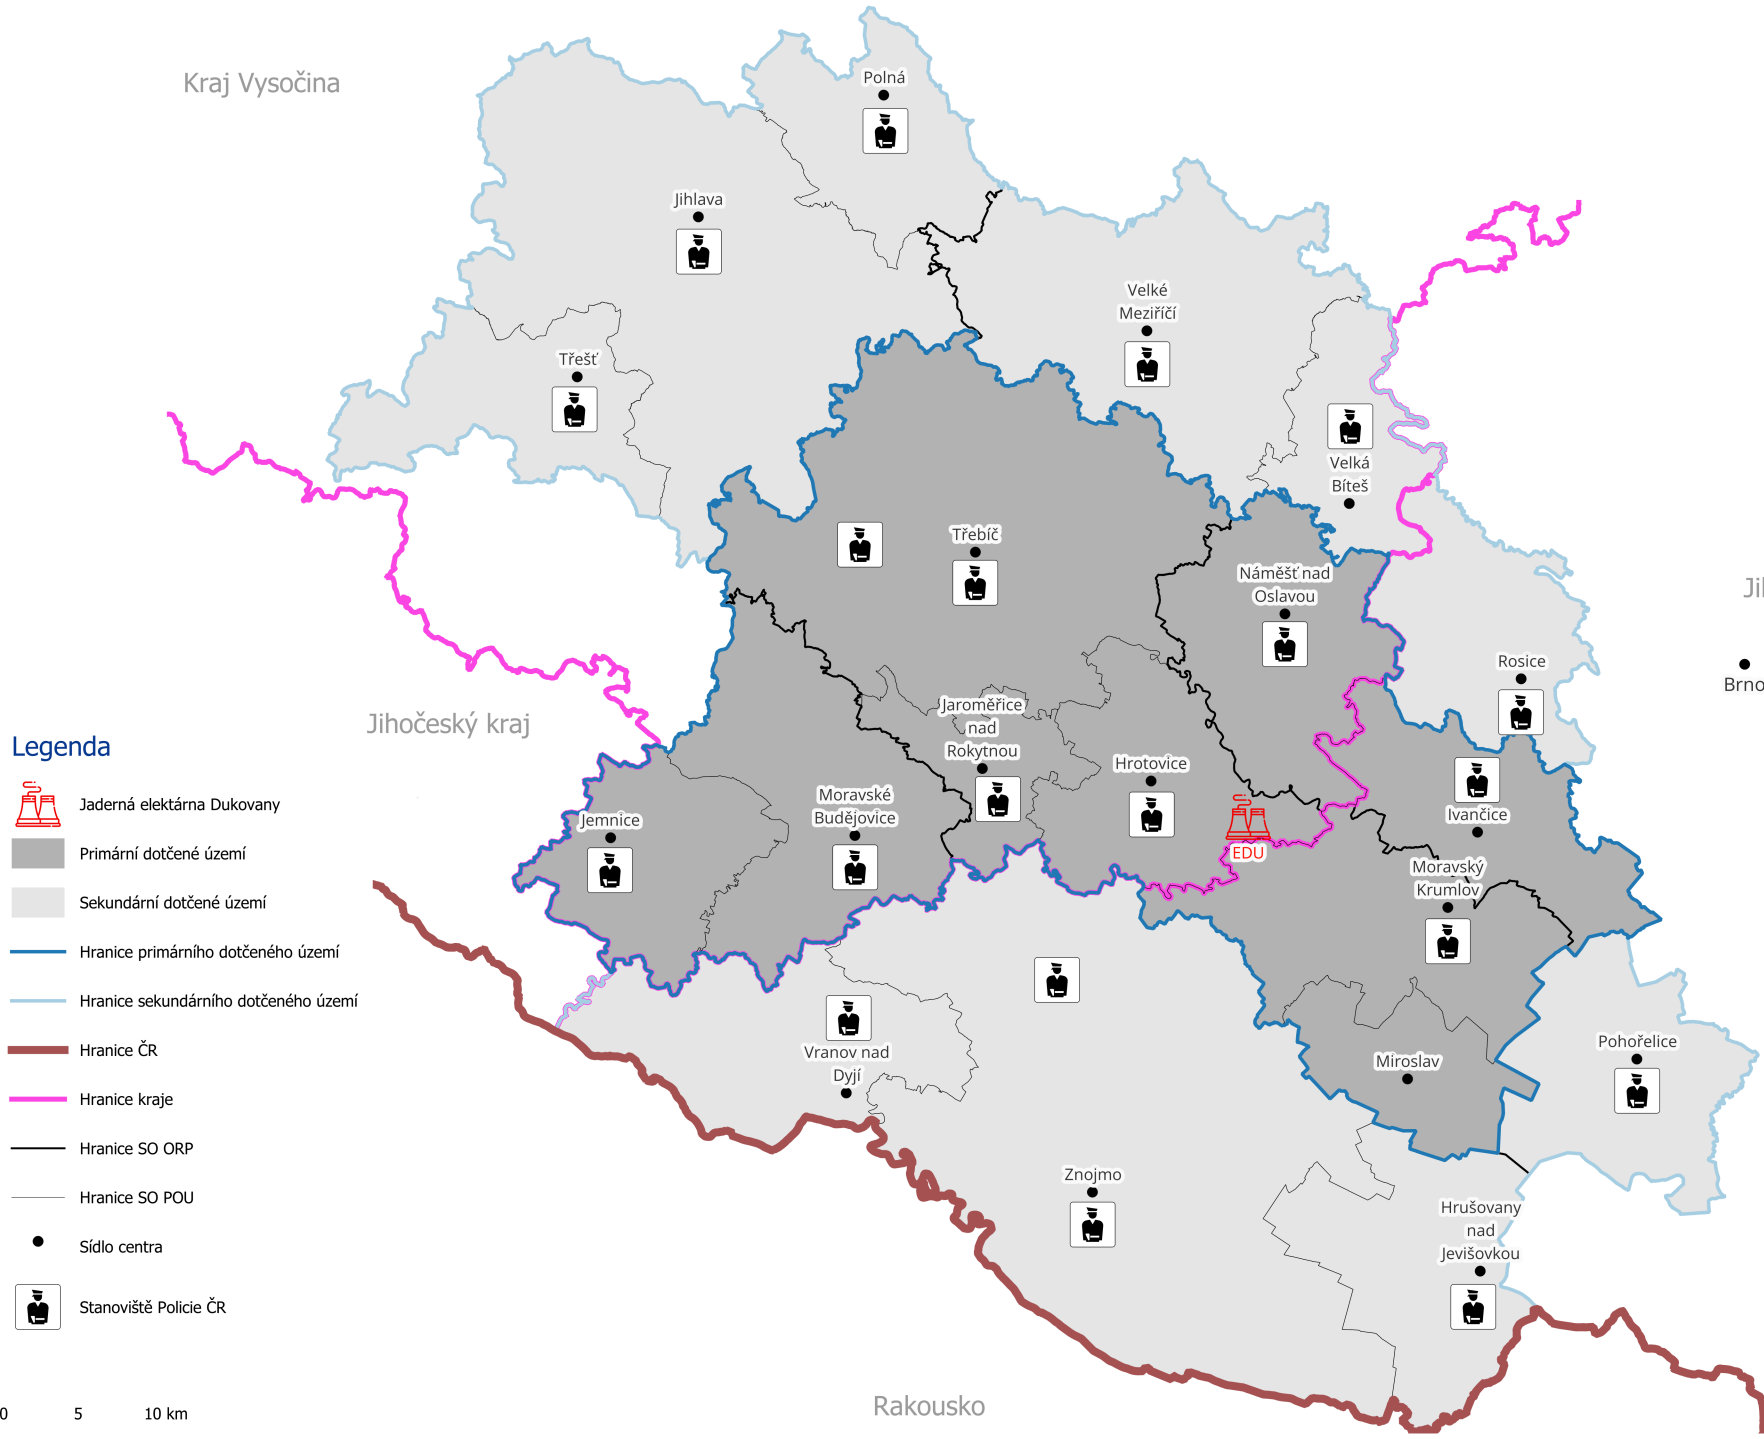 Kraj Vysočina
Polná
Jihlava
Velké
Meziříčí
Třešť
Velká
Bíteš
Třebíč
Náměšť nad
Oslavou
Jih
Rosice
Brno
Jihočeský kraj
Jaroměřice
nad
Rokytnou
Hrotovice
Moravské
Budějovice
Jemnice
Ivančice
EDU
Moravský
Krumlov
Vranov nad
Dyjí
Miroslav
Pohořelice
Znojmo
Hrušovany
nad
Jevišovkou
Rakousko
Legenda
Jaderná elektárna Dukovany
Primární dotčené území
Sekundární dotčené území
Hranice primárního dotčeného území
Hranice sekundárního dotčeného území
Hranice ČR
Hranice kraje
Hranice SO ORP
Hranice SO POU
Sídlo centra
Stanoviště Policie ČR
0 5 10 km